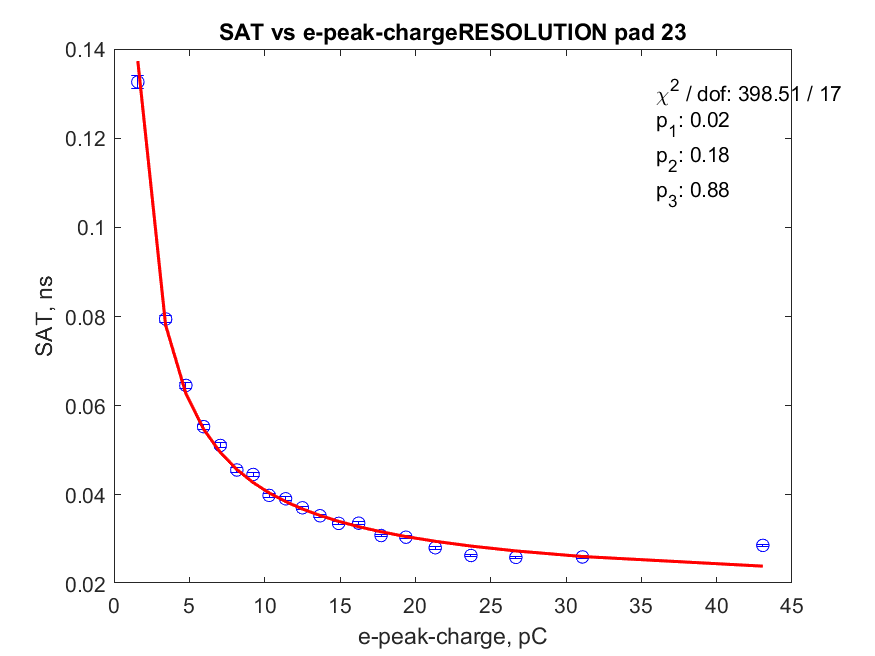 SAT vs e-peak-chargeRESOLUTION pad 23
χ² / dof: 398.51 / 17
p₁: 0.02
p₂: 0.18
p₃: 0.88
0.14
0.12
0.1
0.08
0.06
0.04
0.02
SAT, ns
0 5 10 15 20 25 30 35 40 45
e-peak-charge, pC